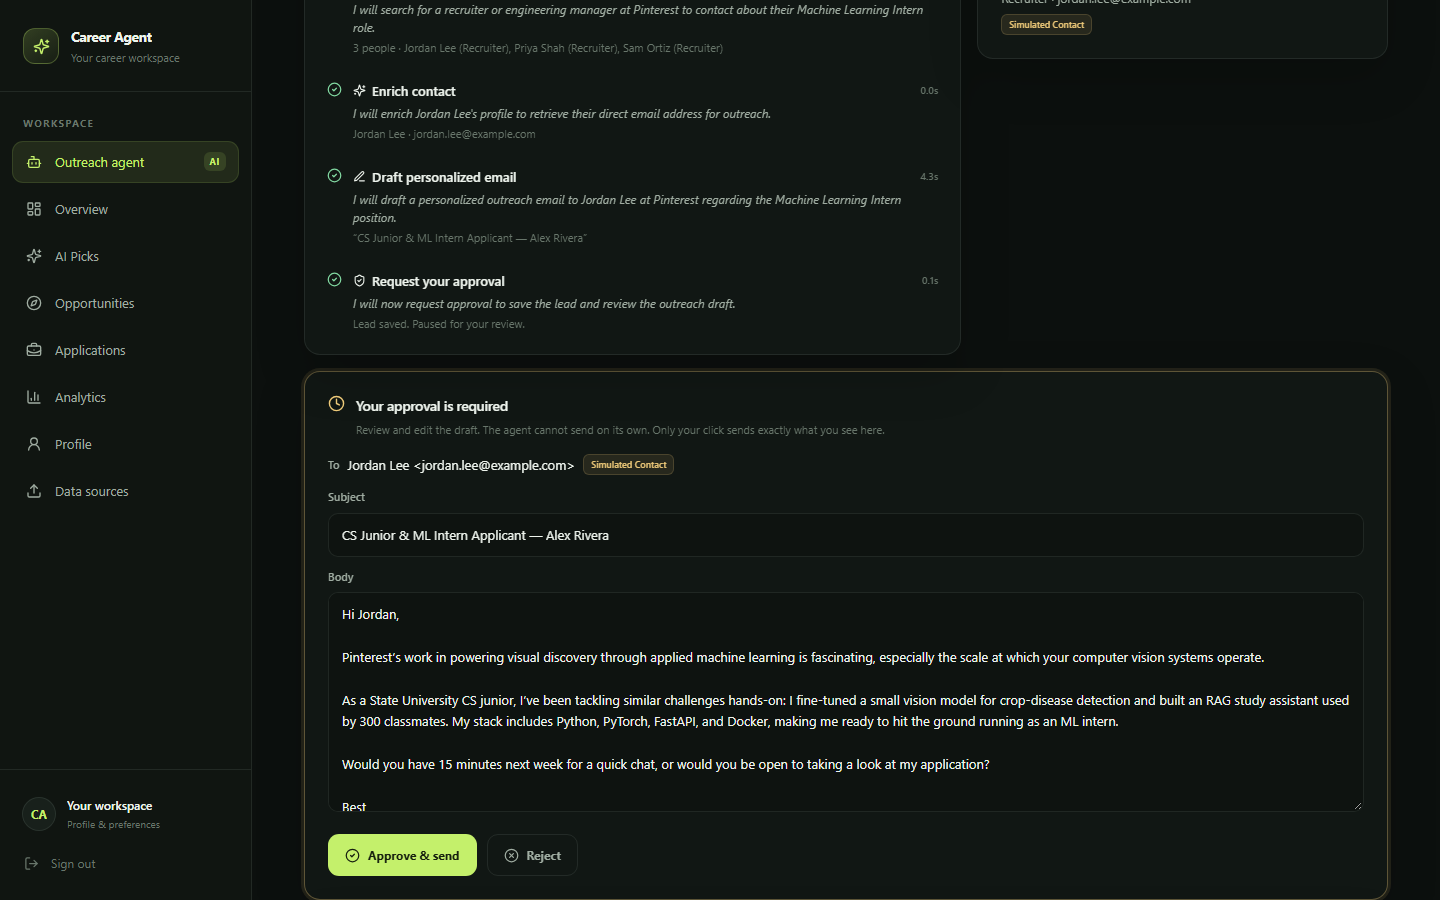 Career Agent
Your career workspace
WORKSPACE
Outreach agent
AI
Overview
AI Picks
Opportunities
Applications
Analytics
Profile
Data sources
CA
Your workspace
Profile & preferences
Sign out
I will search for a recruiter or engineering manager at Pinterest to contact about their Machine Learning Intern
role.
3 people · Jordan Lee (Recruiter), Priya Shah (Recruiter), Sam Ortiz (Recruiter)
Enrich contact
0.0s
I will enrich Jordan Lee's profile to retrieve their direct email address for outreach.
Jordan Lee · jordan.lee@example.com
Draft personalized email
4.3s
I will draft a personalized outreach email to Jordan Lee at Pinterest regarding the Machine Learning Intern
position.
"CS Junior & ML Intern Applicant — Alex Rivera"
Request your approval
0.1s
I will now request approval to save the lead and review the outreach draft.
Lead saved. Paused for your review.
Recruiter · jordan.lee@example.com
Simulated Contact
Your approval is required
Review and edit the draft. The agent cannot send on its own. Only your click sends exactly what you see here.
To Jordan Lee <jordan.lee@example.com> Simulated Contact
Subject
CS Junior & ML Intern Applicant — Alex Rivera
Body
Hi Jordan,
Pinterest's work in powering visual discovery through applied machine learning is fascinating, especially the scale at which your computer vision systems operate.
As a State University CS junior, I've been tackling similar challenges hands-on: I fine-tuned a small vision model for crop-disease detection and built an RAG study assistant used
by 300 classmates. My stack includes Python, PyTorch, FastAPI, and Docker, making me ready to hit the ground running as an ML intern.
Would you have 15 minutes next week for a quick chat, or would you be open to taking a look at my application?
Best
Approve & send
Reject